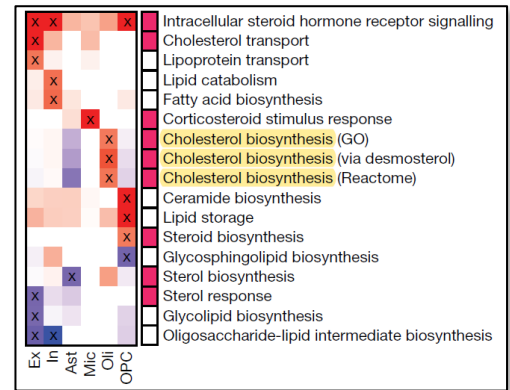 x x x Intracellular steroid hormone receptor signalling
x Cholesterol transport
x Lipoprotein transport
x Lipid catabolism
x Fatty acid biosynthesis
x Corticosteroid stimulus response
x Cholesterol biosynthesis (GO)
x Cholesterol biosynthesis (via desmosterol)
x Cholesterol biosynthesis (Reactome)
x Ceramide biosynthesis
x Lipid storage
x Steroid biosynthesis
x Glycosphingolipid biosynthesis
x Sterol biosynthesis
x Sterol response
x Glycolipid biosynthesis
x x Oligosaccharide-lipid intermediate biosynthesis
Ex In Ast Mic Oli OPC